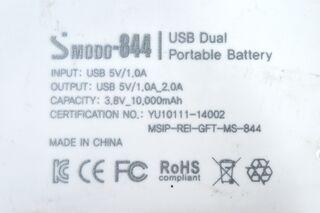 SMODO-844 USB Dual
Portable Battery
INPUT: USB 5V/1.0A
OUTPUT: USB 5V/1.0A_2.0A
CAPACITY: 3.8V_10,000mAh
CERTIFICATION NO.: YU10111-14002
MSIP-REI-GFT-MS-844
MADE IN CHINA
CE FC RoHS
compliant